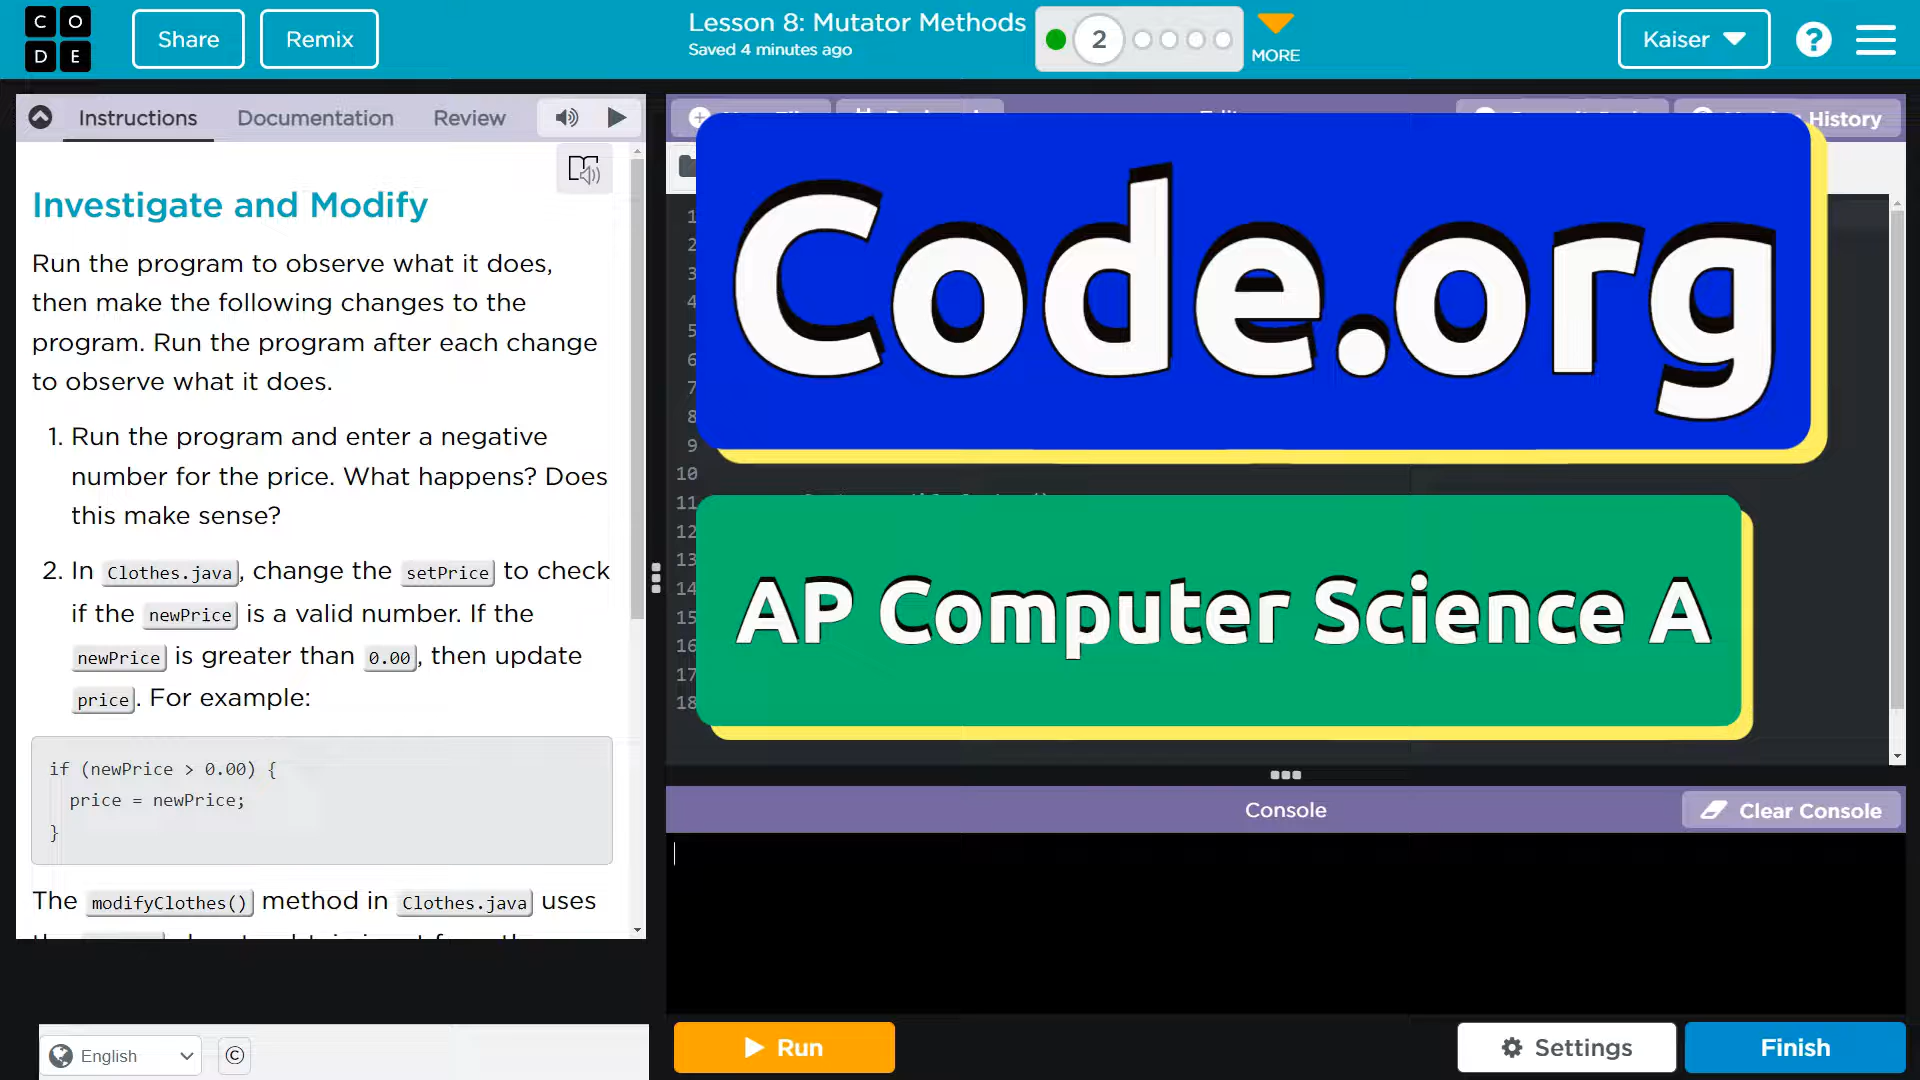 CO
DE
Share
Remix
Lesson 8: Mutator Methods
Saved 4 minutes ago
2
MORE
Kaiser
?
Instructions
Documentation
Review
History
Investigate and Modify
Run the program to observe what it does,
then make the following changes to the
program. Run the program after each change
to observe what it does.
1. Run the program and enter a negative
number for the price. What happens? Does
this make sense?
2. In Clothes.java, change the setPrice to check
if the newPrice is a valid number. If the
newPrice is greater than 0.00, then update
price. For example:
if (newPrice > 0.00) {
price = newPrice;
}
The modifyClothes() method in Clothes.java uses
English
©
1
2
3
4
5
6
7
8
9
10
11
12
13
14
15
16
17
18
Code.org
AP Computer Science A
Console
Clear Console
Run
Settings
Finish